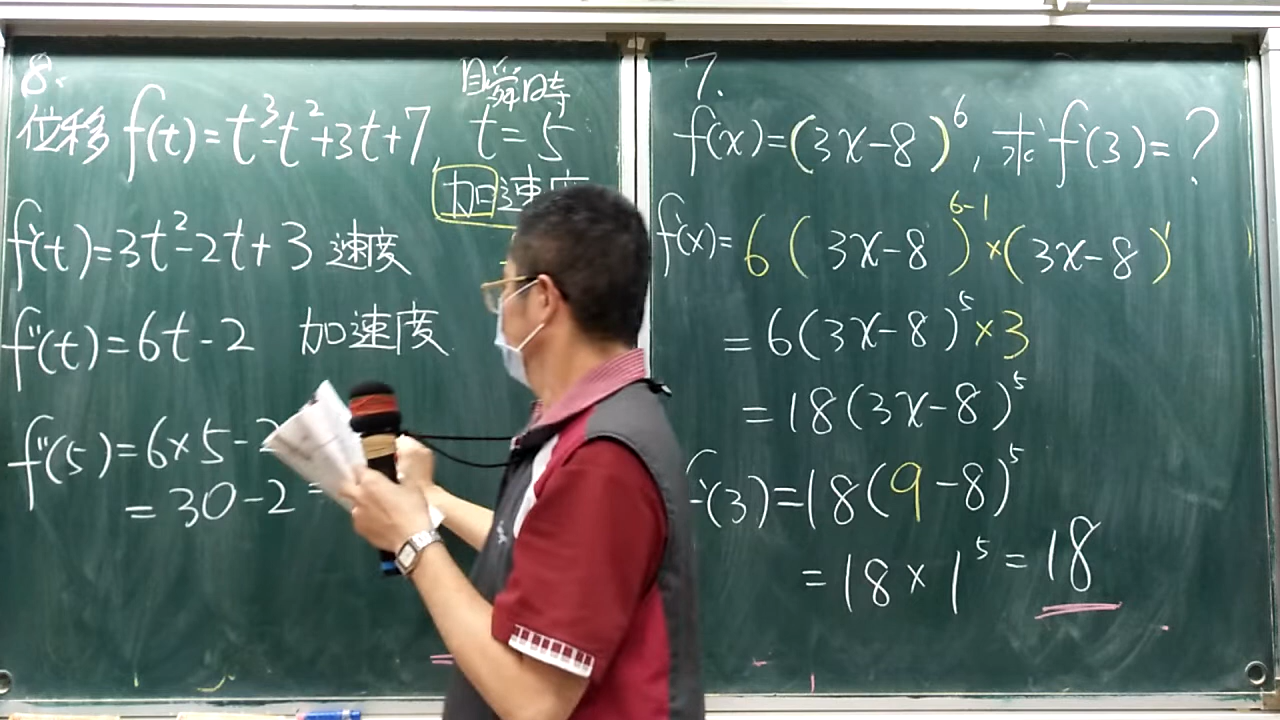 8.
位移 f(t)=t³-t²+3t+7,
瞬時
t=5
加速度
f'(t)=3t²-2t+3 速度
f''(t)=6t-2 加速度
f''(5)=6×5-2
=30-2=
7.
f(x)=(3x-8)⁶, 求f'(3)=?
f'(x)=6(3x-8)⁶⁻¹×(3x-8)'
=6(3x-8)⁵×3
=18(3x-8)⁵
f'(3)=18(9-8)⁵
=18×1⁵=18